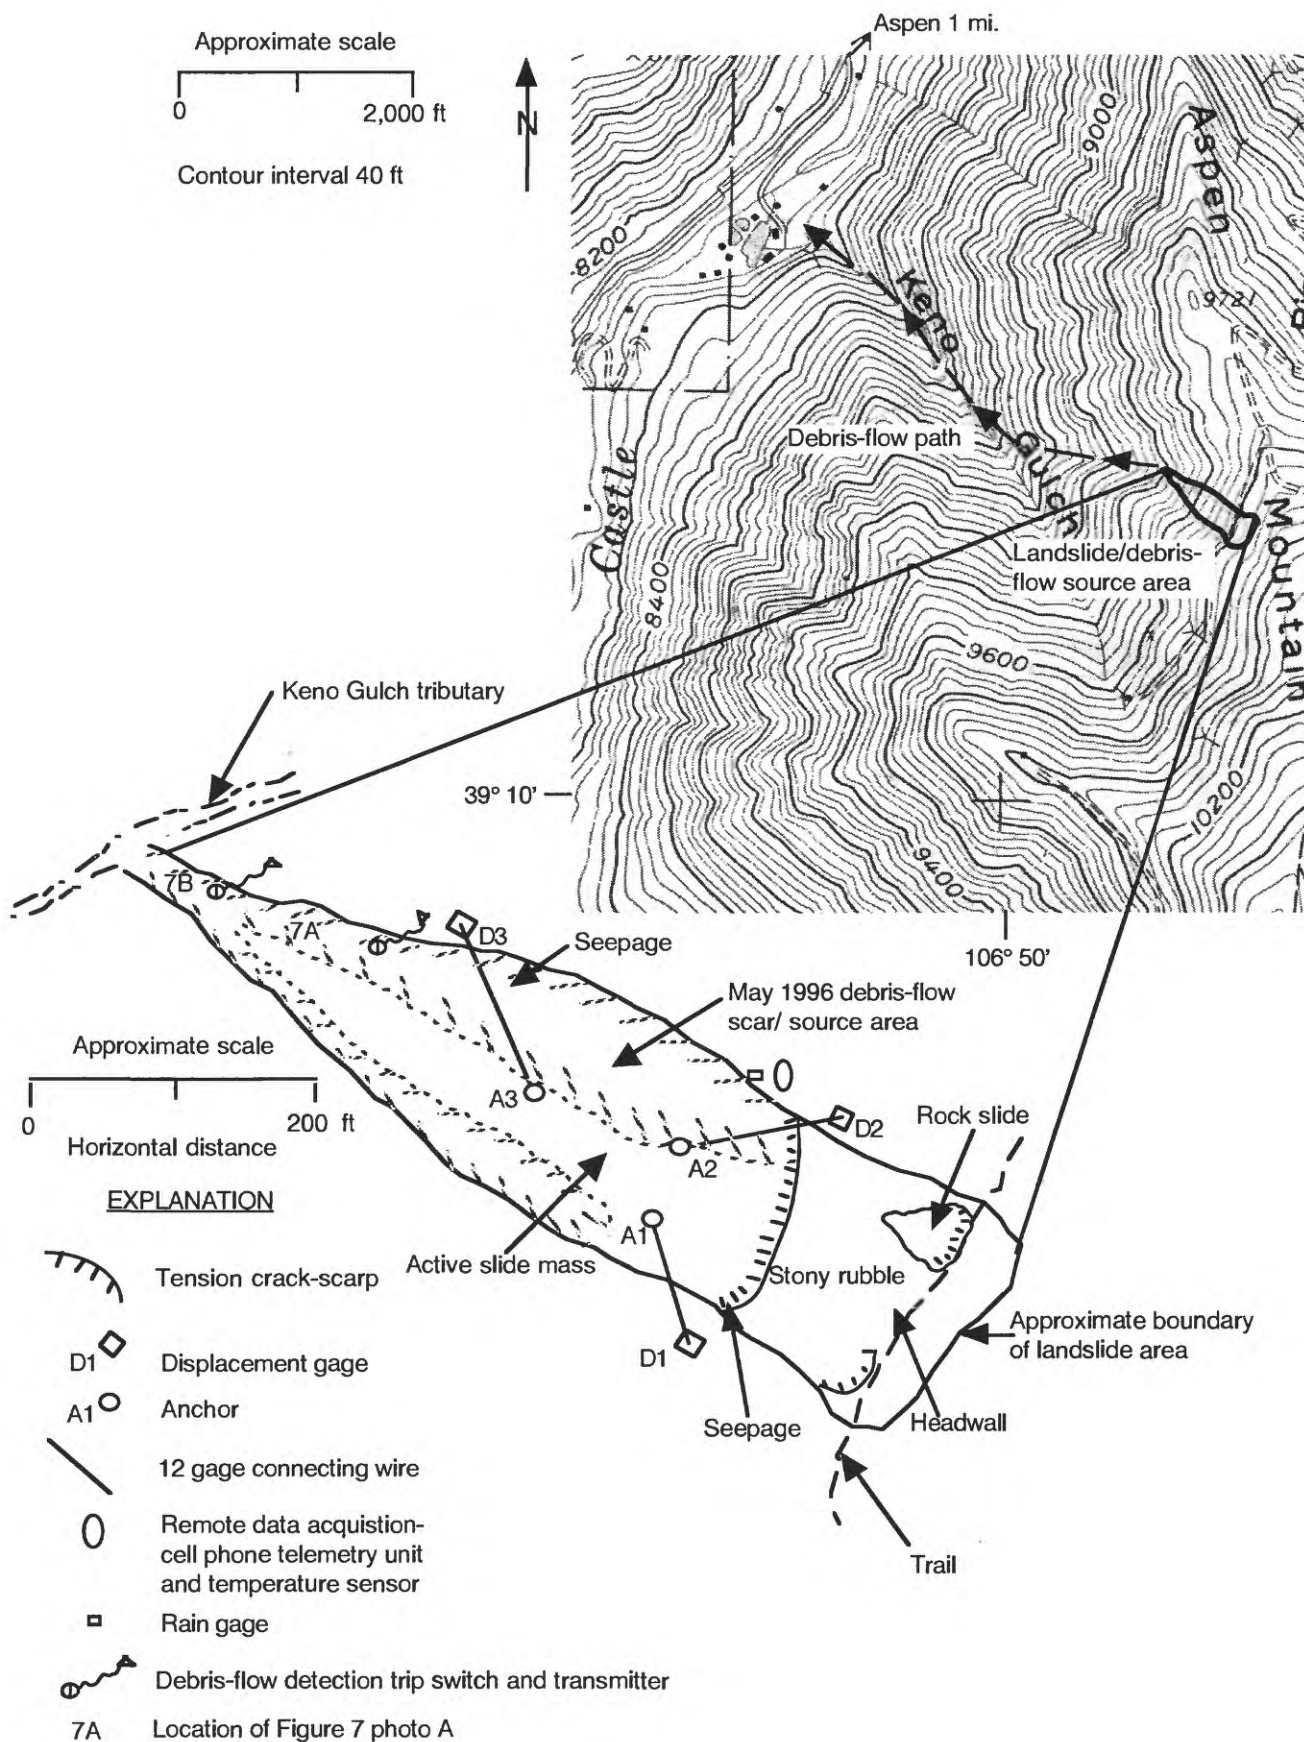 Aspen 1 mi.
Approximate scale
0 2,000 ft
N
Contour interval 40 ft
9000
Aspen
8200
Keno
9721
Debris-flow path
Gulch
Castle
Mountain
Landslide/debris-
flow source area
8400
9600
Keno Gulch tributary
39° 10'
10200
9400
106° 50'
7B
7A
D3
Seepage
May 1996 debris-flow
scar/ source area
Approximate scale
0 200 ft
Horizontal distance
A3
A2
D2
Rock slide
EXPLANATION
A1
Active slide mass
Stony rubble
Tension crack-scarp
Approximate boundary
of landslide area
D1
D1 Displacement gage
A1 Anchor
Seepage
Headwall
12 gage connecting wire
Remote data acquistion-
cell phone telemetry unit
and temperature sensor
Trail
Rain gage
Debris-flow detection trip switch and transmitter
7A Location of Figure 7 photo A